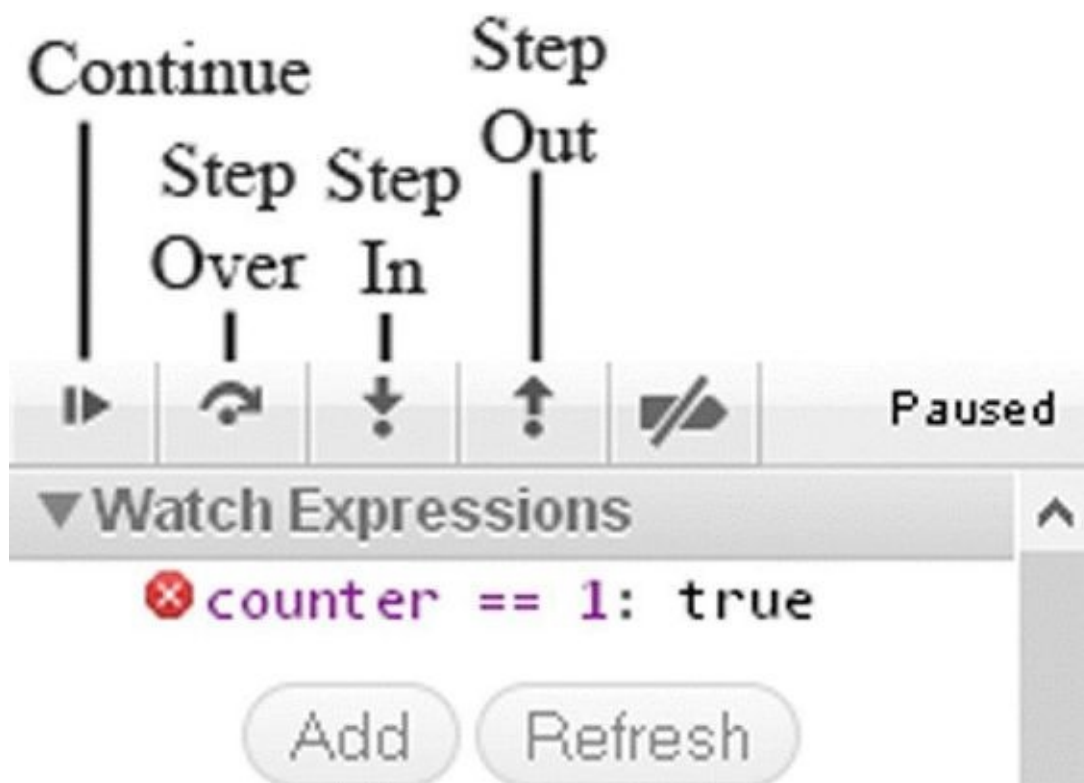 Continue
Step
Over
Step
In
Step
Out
Paused
Watch Expressions
counter == 1: true
Add
Refresh